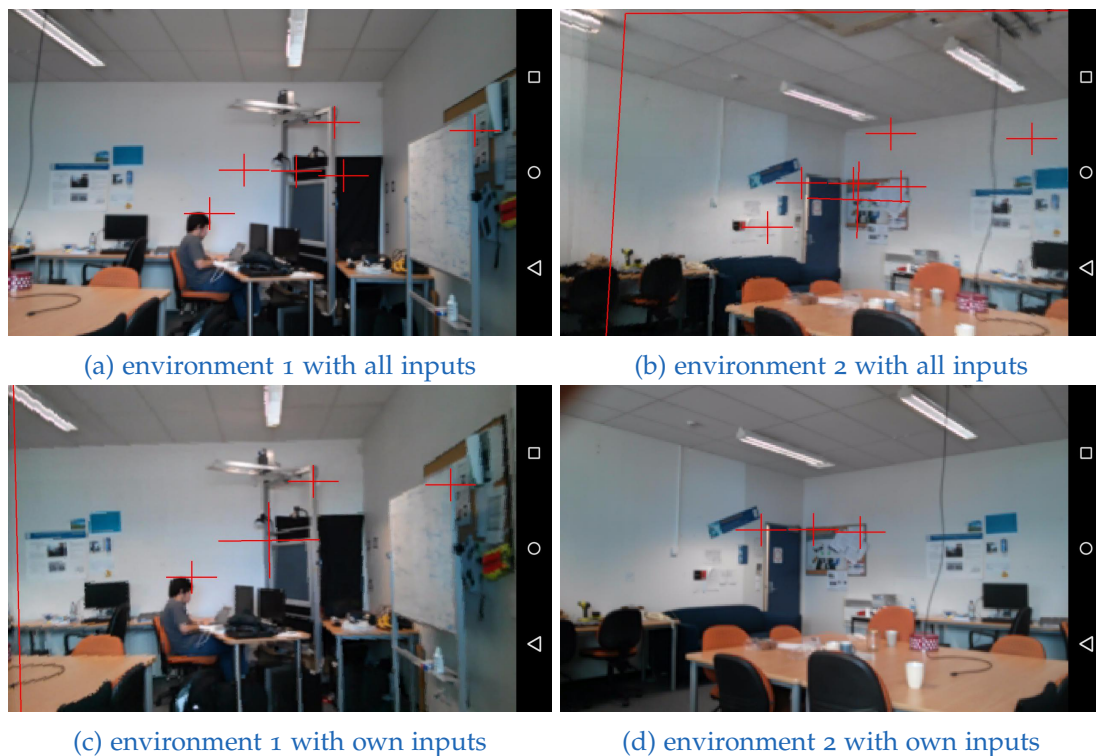 (a) environment 1 with all inputs
(b) environment 2 with all inputs
(c) environment 1 with own inputs
(d) environment 2 with own inputs